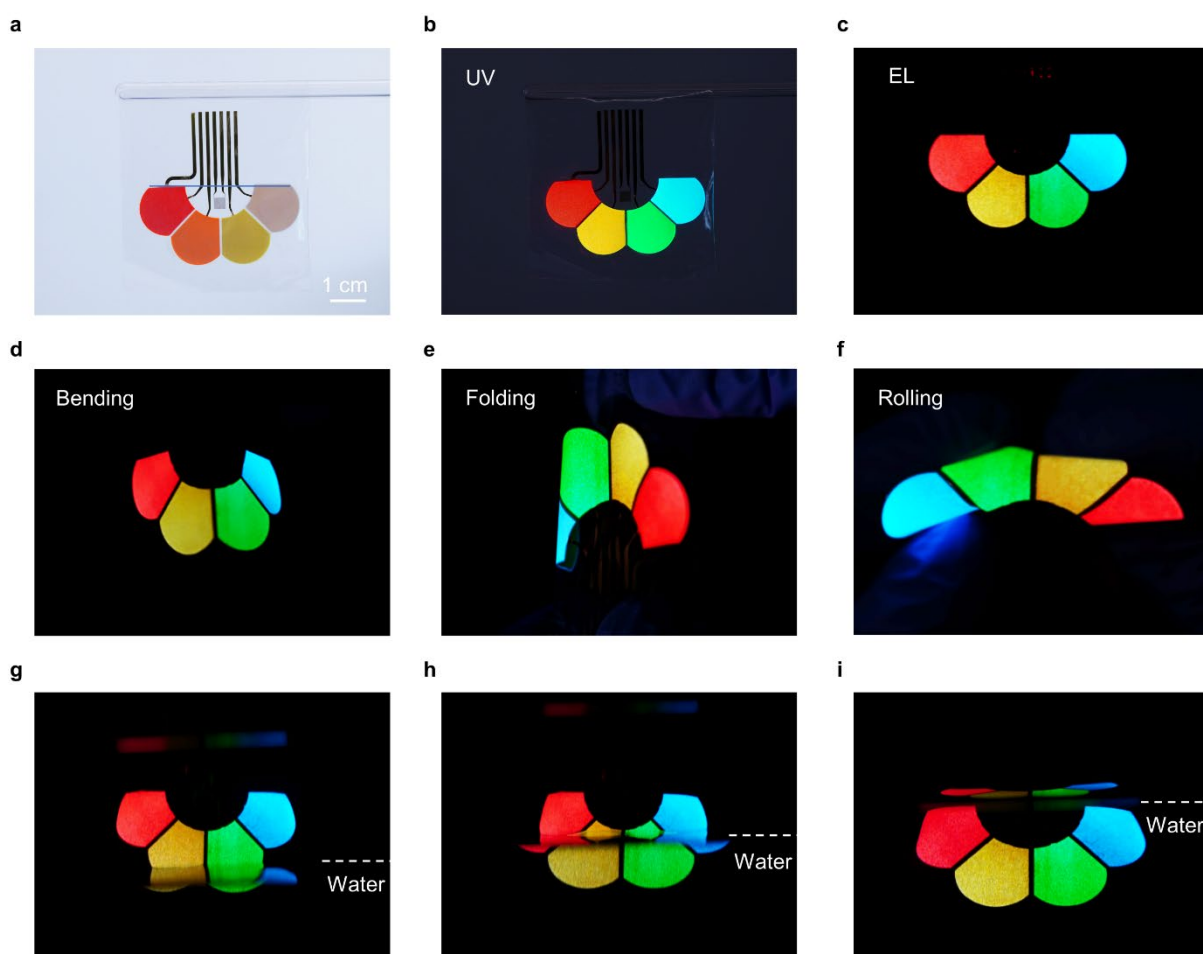 a
b
c
UV
EL
1 cm
d
e
f
Bending
Folding
Rolling
g
h
i
Water
Water
Water